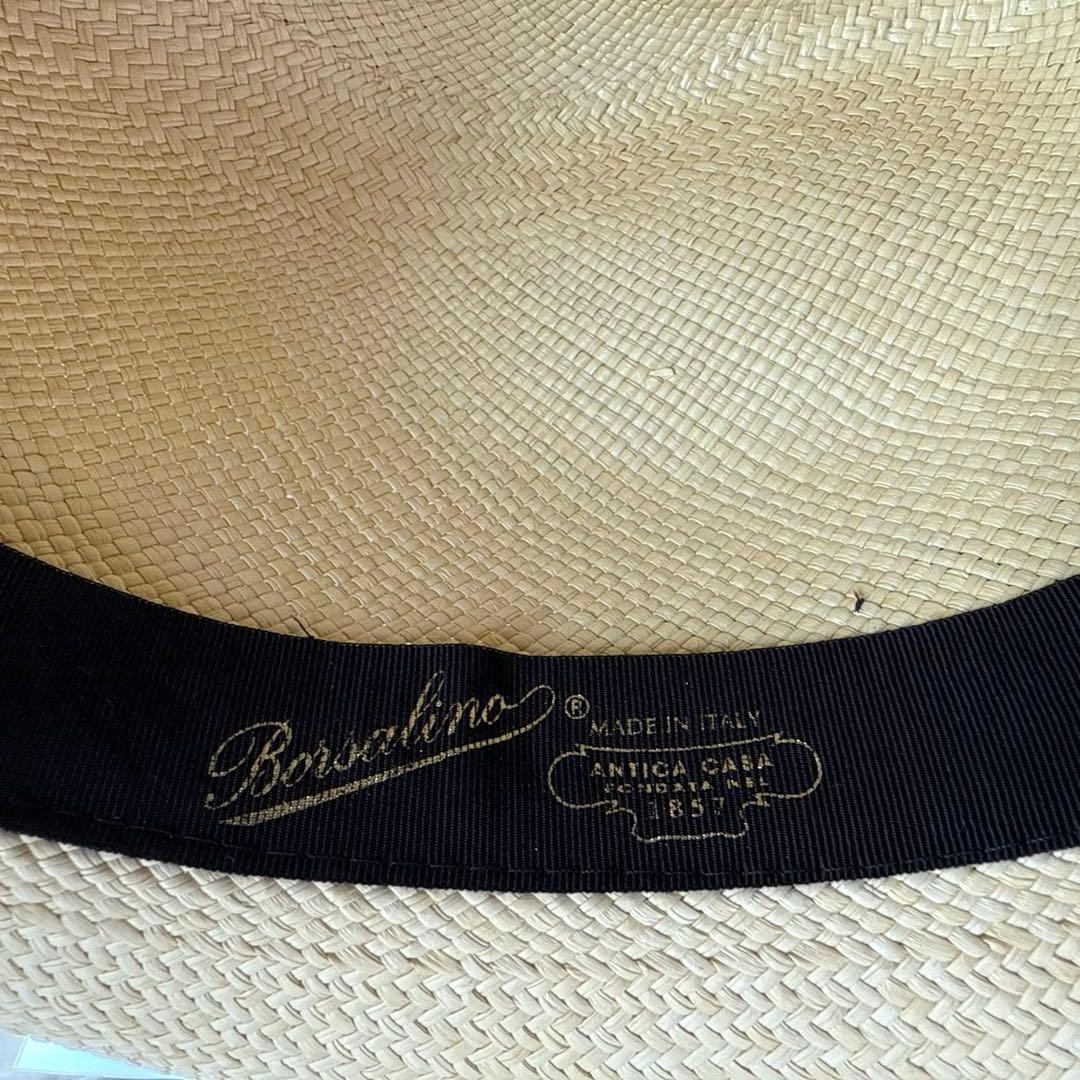 Borsalino ®
MADE IN ITALY
ANTICA CASA
FONDATA NEL
1857